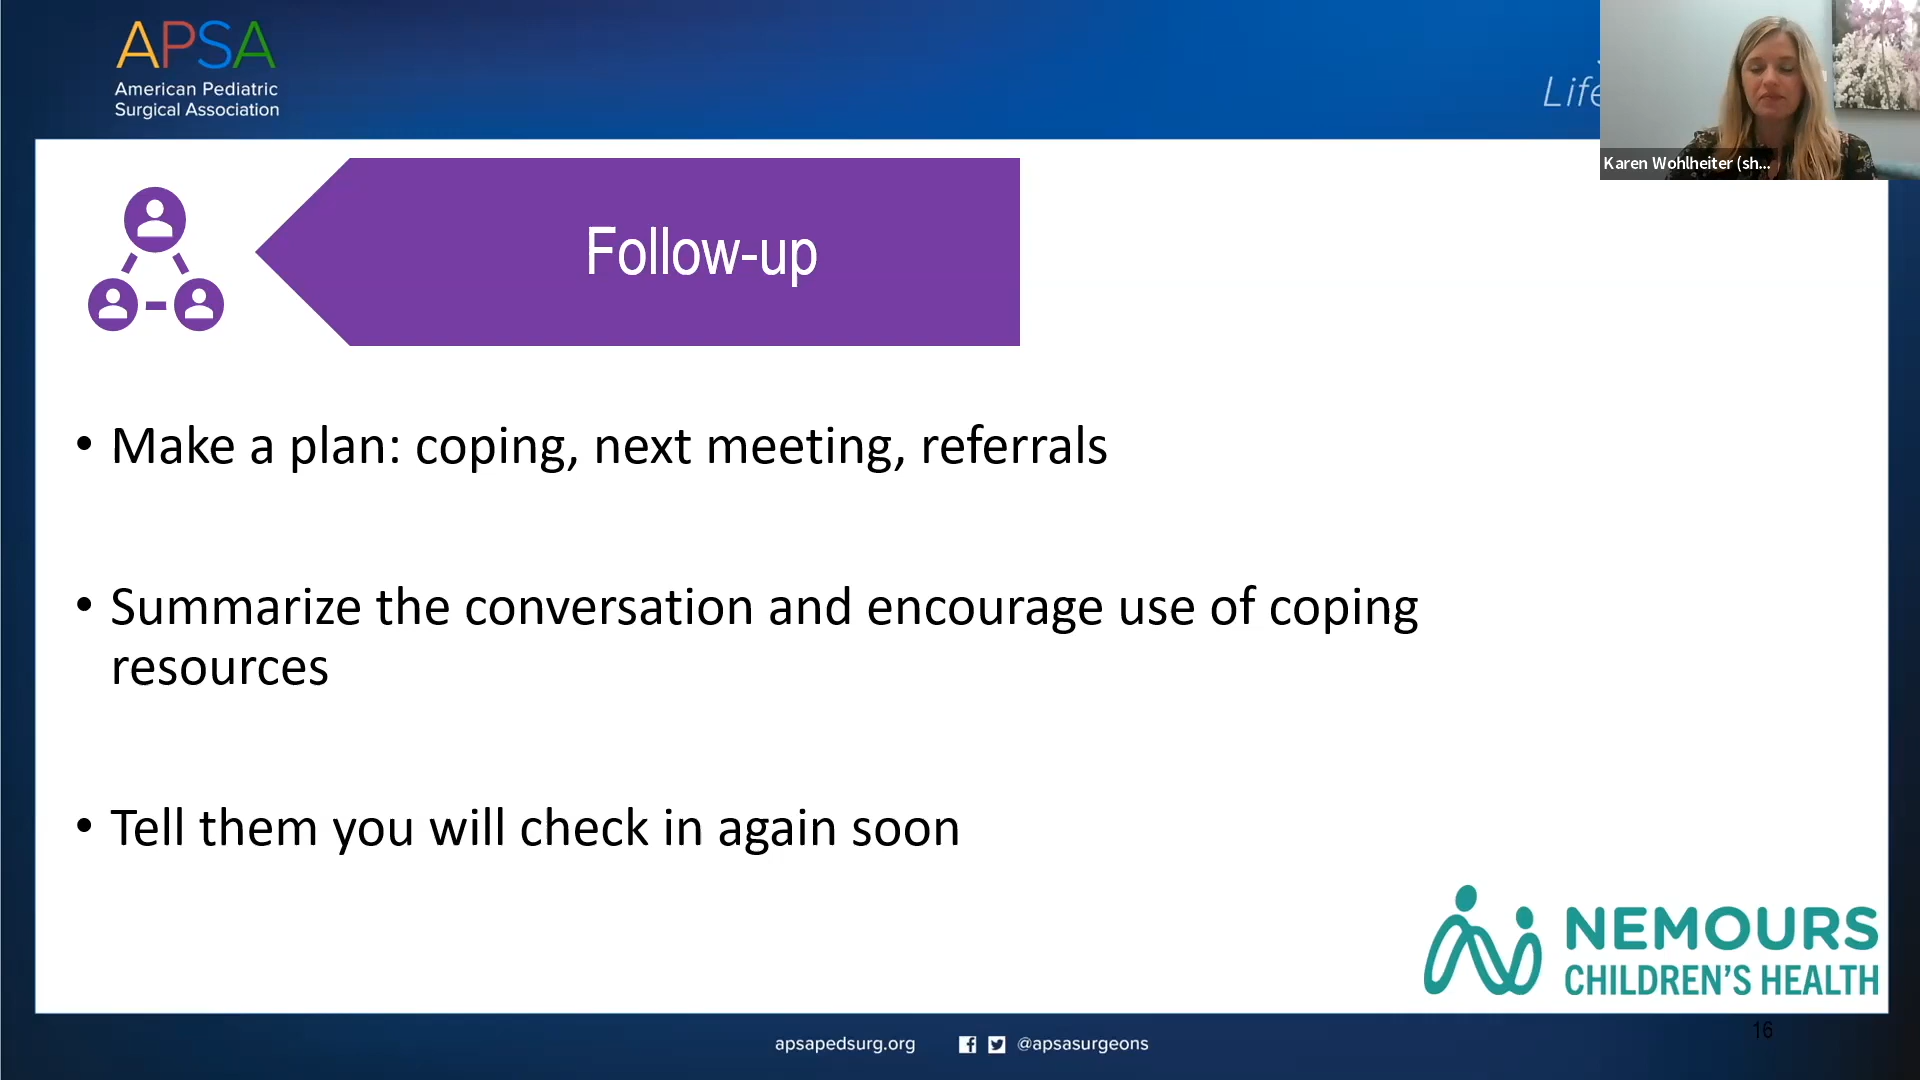 APSA
American Pediatric
Surgical Association
Life
Karen Wohlheiter (sh...
Follow-up
• Make a plan: coping, next meeting, referrals
• Summarize the conversation and encourage use of coping
resources
• Tell them you will check in again soon
NEMOURS
CHILDREN'S HEALTH
apsapedsurg.org
@apsasurgeons
16